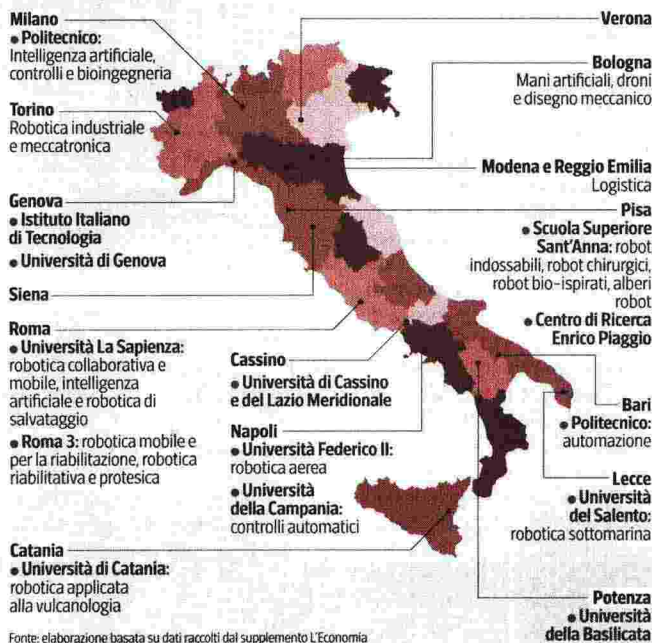 Milano
• Politecnico:
Intelligenza artificiale,
controlli e bioingegneria
Torino
Robotica industriale
e meccatronica
Genova
• Istituto Italiano
di Tecnologia
• Università di Genova
Siena
Roma
• Università La Sapienza:
robotica collaborativa e
mobile, intelligenza
artificiale e robotica di
salvataggio
• Roma 3: robotica mobile e
per la riabilitazione, robotica
riabilitativa e protesica
Catania
• Università di Catania:
robotica applicata
alla vulcanologia
Cassino
• Università di Cassino
e del Lazio Meridionale
Napoli
• Università Federico II:
robotica aerea
• Università
della Campania:
controlli automatici
Verona
Bologna
Mani artificiali, droni
e disegno meccanico
Modena e Reggio Emilia
Logistica
Pisa
• Scuola Superiore
Sant'Anna: robot
indossabili, robot chirurgici,
robot bio-ispirati, alberi
robot
• Centro di Ricerca
Enrico Piaggio
Bari
• Politecnico:
automazione
Lecce
• Università
del Salento:
robotica sottomarina
Potenza
• Università
della Basilicata
Fonte: elaborazione basata su dati raccolti dal supplemento L'Economia